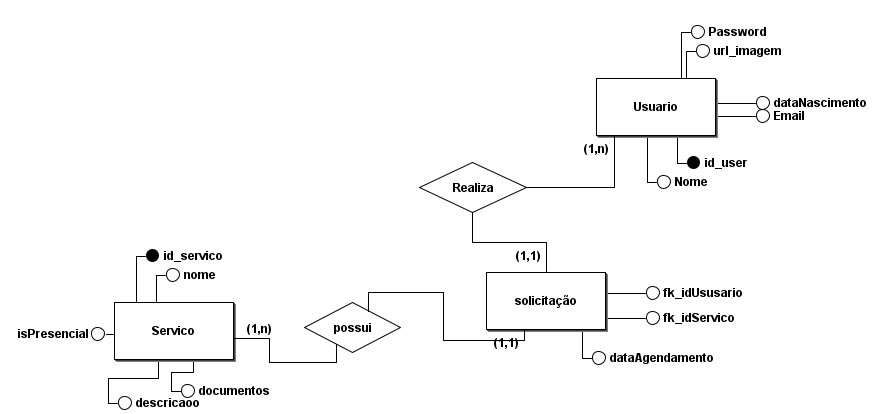 Password
url_imagem
Usuario
dataNascimento
Email
(1,n)
id_user
Nome
Realiza
(1,1)
id_servico
nome
solicitação
fk_idUsusario
fk_idServico
isPresencial
Servico
(1,n)
possui
(1,1)
dataAgendamento
documentos
descricaoo